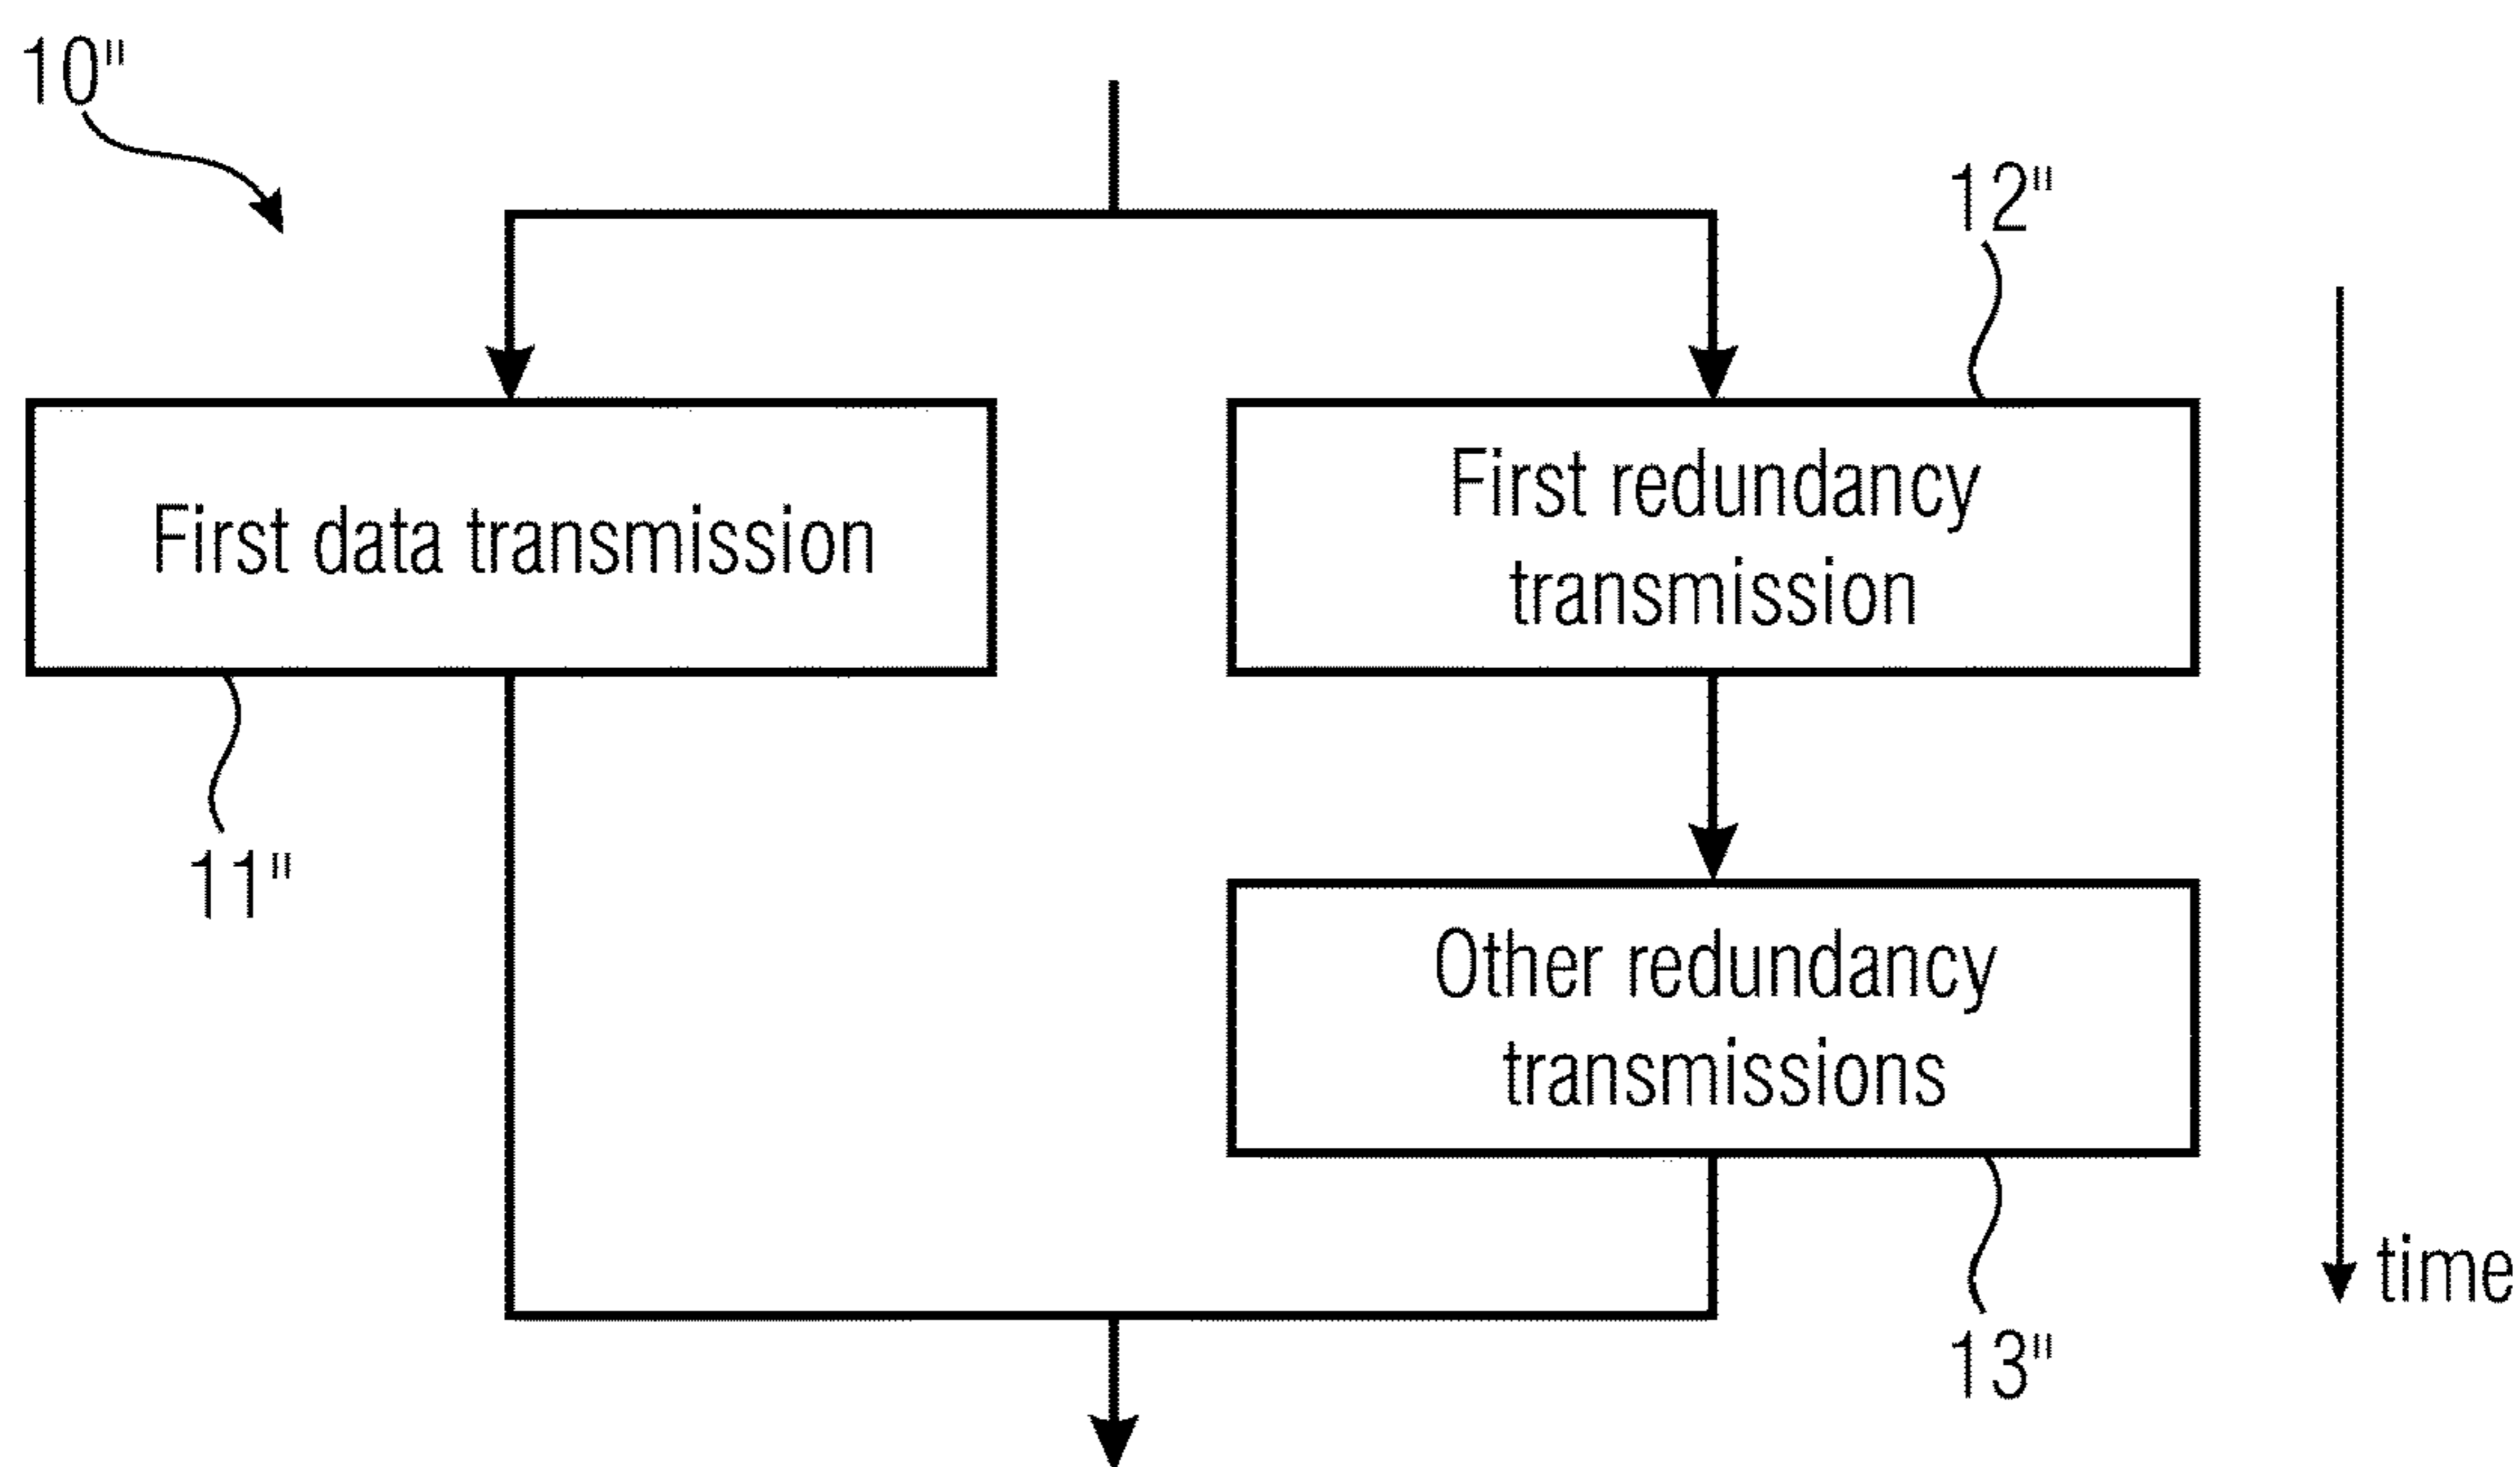 10"
12"
First data transmission
First redundancy
transmission
11"
Other redundancy
transmissions
time
13"